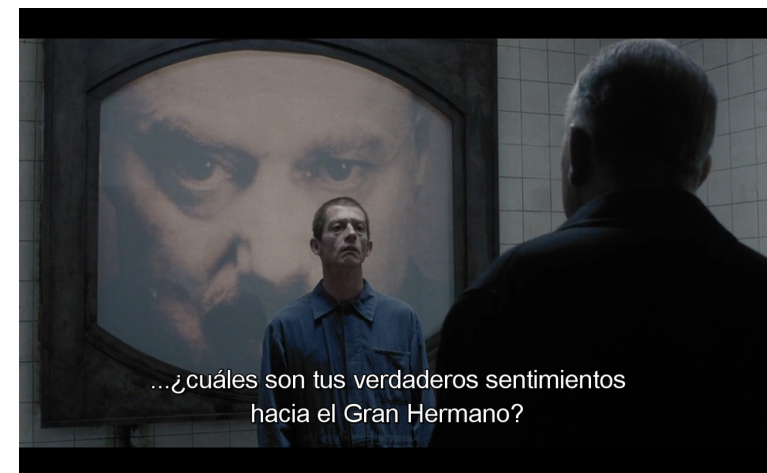 ...¿cuáles son tus verdaderos sentimientos
hacia el Gran Hermano?